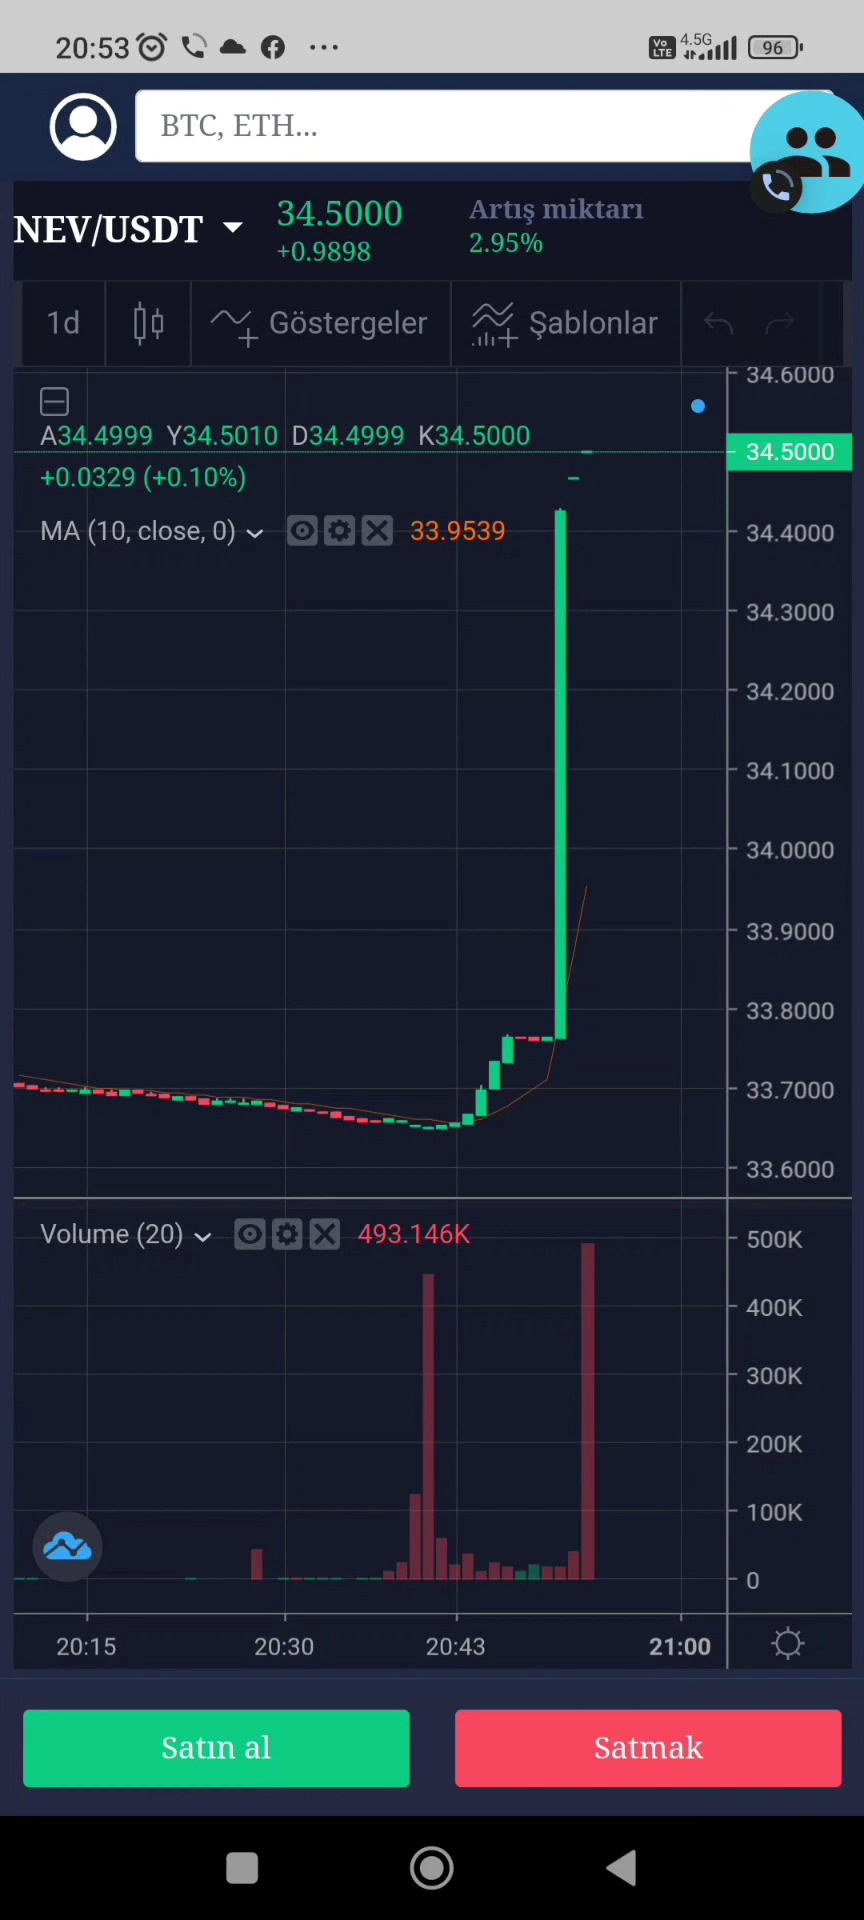 20:53
Vo LTE 4.5G 96
BTC, ETH...
NEV/USDT 34.5000 Artış miktarı
+0.9898 2.95%
1d Göstergeler Şablonlar
34.6000
A34.4999 Y34.5010 D34.4999 K34.5000
34.5000
+0.0329 (+0.10%)
MA (10, close, 0) 33.9539
34.4000
34.3000
34.2000
34.1000
34.0000
33.9000
33.8000
33.7000
33.6000
Volume (20) 493.146K
500K
400K
300K
200K
100K
0
20:15 20:30 20:43 21:00
Satın al Satmak